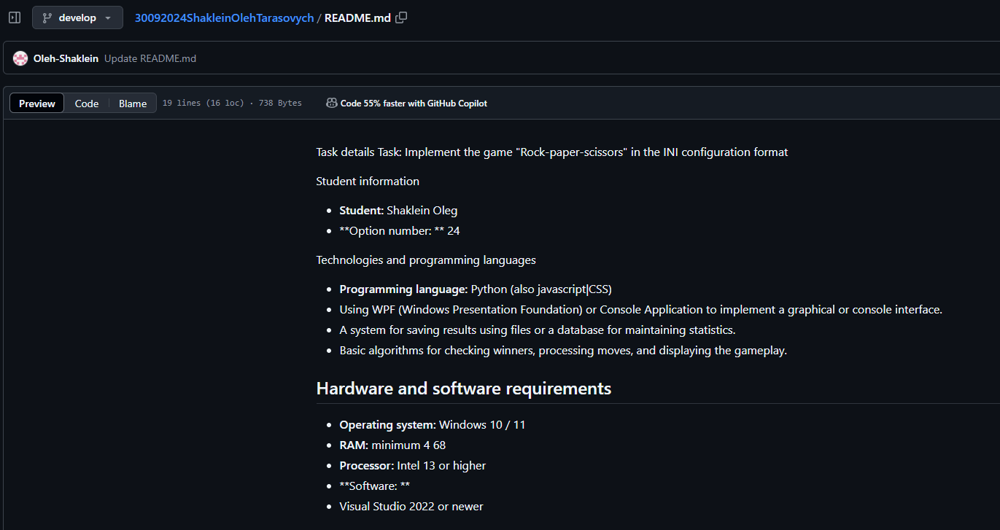 develop 30092024ShakleinOlehTarasovych / README.md
Oleh-Shaklein Update README.md
Preview Code Blame 19 lines (16 loc) · 738 Bytes Code 55% faster with GitHub Copilot
Task details Task: Implement the game "Rock-paper-scissors" in the INI configuration format
Student information
• Student: Shaklein Oleg
• **Option number: ** 24
Technologies and programming languages
• Programming language: Python (also javascript|CSS)
• Using WPF (Windows Presentation Foundation) or Console Application to implement a graphical or console interface.
• A system for saving results using files or a database for maintaining statistics.
• Basic algorithms for checking winners, processing moves, and displaying the gameplay.
Hardware and software requirements
• Operating system: Windows 10 / 11
• RAM: minimum 4 68
• Processor: Intel 13 or higher
• **Software: **
• Visual Studio 2022 or newer